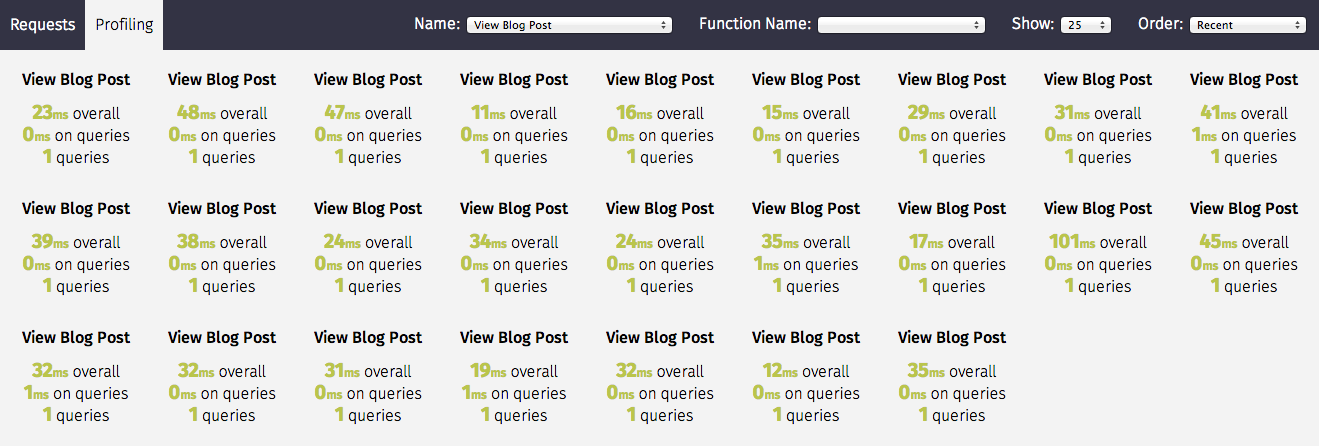 Requests Profiling Name: View Blog Post Function Name: Show: 25 Order: Recent
View Blog Post View Blog Post View Blog Post View Blog Post View Blog Post View Blog Post View Blog Post View Blog Post View Blog Post
23ms overall 48ms overall 47ms overall 11ms overall 16ms overall 15ms overall 29ms overall 31ms overall 41ms overall
0ms on queries 0ms on queries 0ms on queries 0ms on queries 0ms on queries 0ms on queries 0ms on queries 0ms on queries 1ms on queries
1 queries 1 queries 1 queries 1 queries 1 queries 1 queries 1 queries 1 queries 1 queries
View Blog Post View Blog Post View Blog Post View Blog Post View Blog Post View Blog Post View Blog Post View Blog Post View Blog Post
39ms overall 38ms overall 24ms overall 34ms overall 24ms overall 35ms overall 17ms overall 101ms overall 45ms overall
0ms on queries 0ms on queries 0ms on queries 0ms on queries 0ms on queries 1ms on queries 0ms on queries 0ms on queries 0ms on queries
1 queries 1 queries 1 queries 1 queries 1 queries 1 queries 1 queries 1 queries 1 queries
View Blog Post View Blog Post View Blog Post View Blog Post View Blog Post View Blog Post View Blog Post
32ms overall 32ms overall 31ms overall 19ms overall 32ms overall 12ms overall 35ms overall
1ms on queries 0ms on queries 0ms on queries 1ms on queries 0ms on queries 0ms on queries 0ms on queries
1 queries 1 queries 1 queries 1 queries 1 queries 1 queries 1 queries